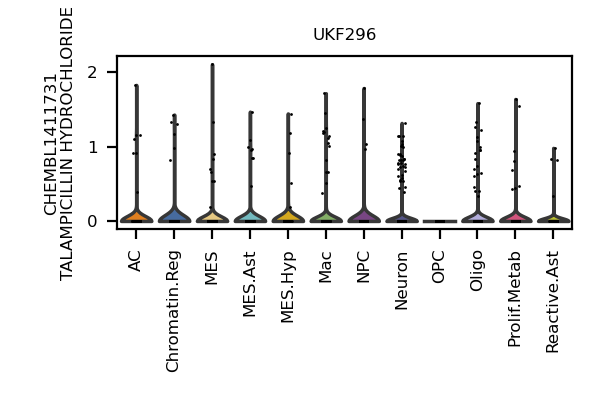 UKF296
CHEMBL1411731
TALAMPICILLIN HYDROCHLORIDE
2
1
0
AC
Chromatin.Reg
MES
MES.Ast
MES.Hyp
Mac
NPC
Neuron
OPC
Oligo
Prolif.Metab
Reactive.Ast